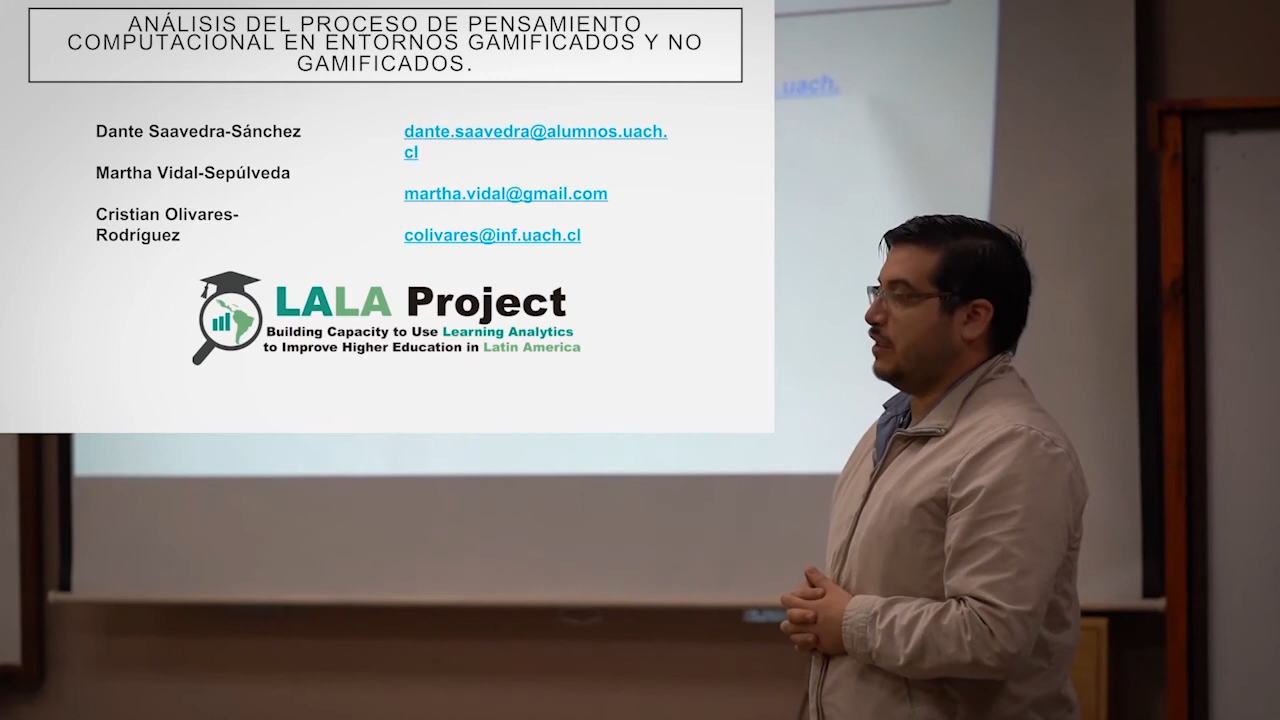 ANÁLISIS DEL PROCESO DE PENSAMIENTO
COMPUTACIONAL EN ENTORNOS GAMIFICADOS Y NO
GAMIFICADOS.
Dante Saavedra-Sánchez
dante.saavedra@alumnos.uach.
cl
Martha Vidal-Sepúlveda
martha.vidal@gmail.com
Cristian Olivares-
Rodríguez
colivares@inf.uach.cl
LALA Project
Building Capacity to Use Learning Analytics
to Improve Higher Education in Latin America
uach.